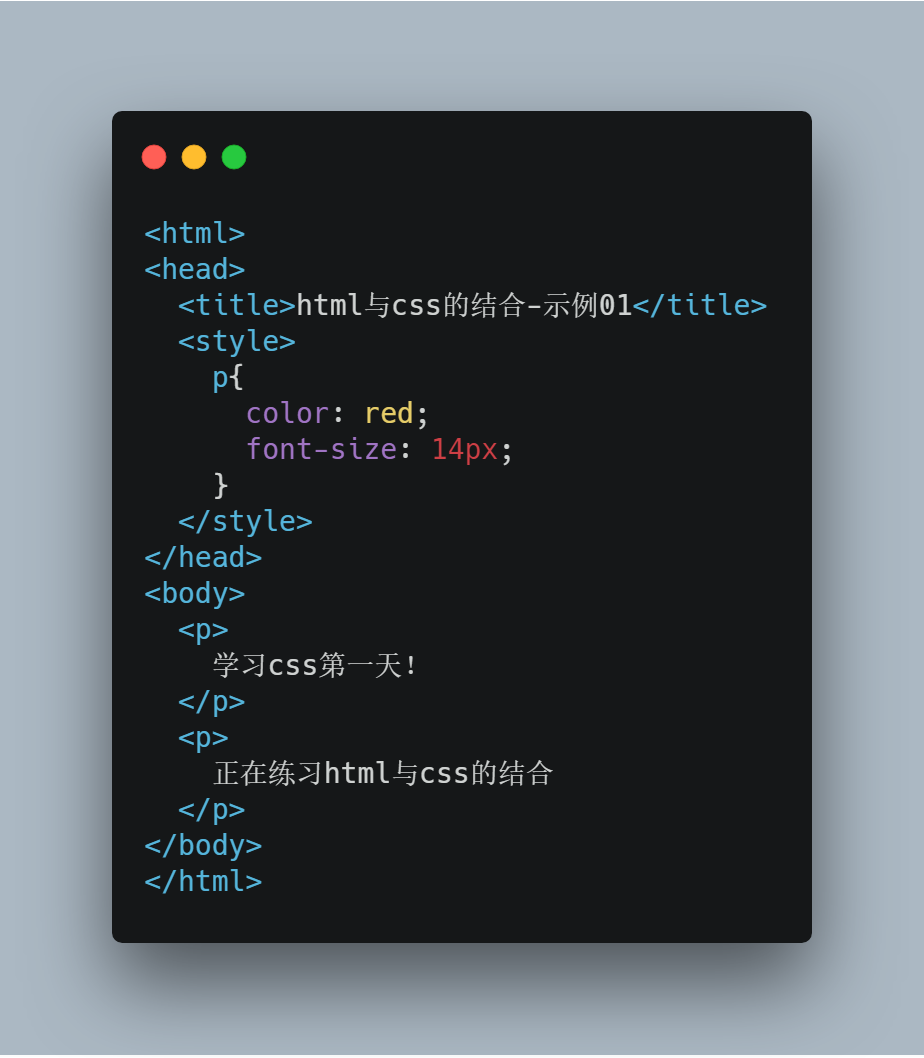 <html>
<head>
  <title>html与css的结合-示例01</title>
  <style>
    p{
      color: red;
      font-size: 14px;
    }
  </style>
</head>
<body>
  <p>
    学习css第一天!
  </p>
  <p>
    正在练习html与css的结合
  </p>
</body>
</html>